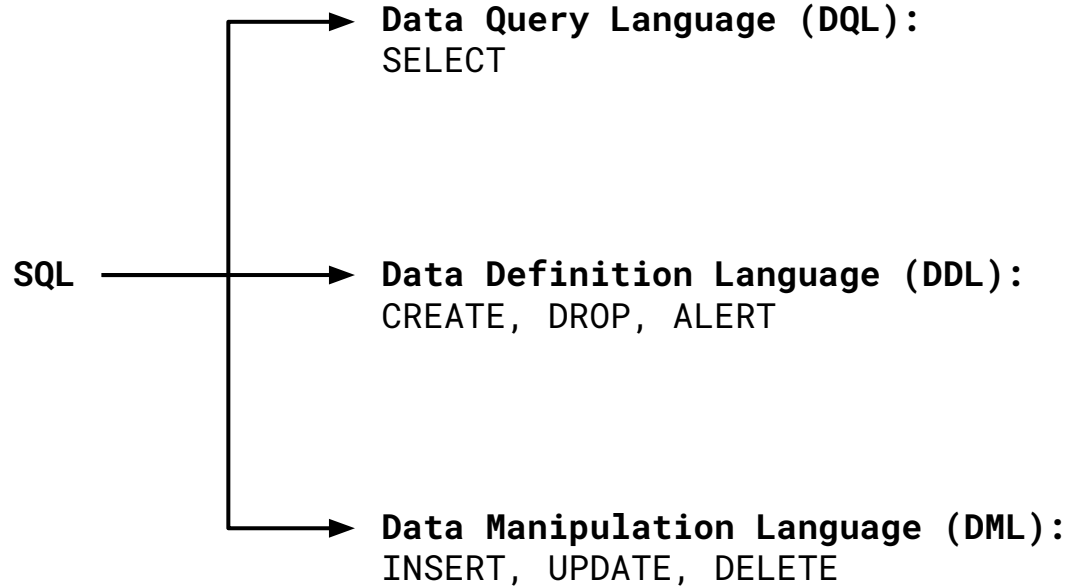 Data Query Language (DQL):
SELECT
SQL
Data Definition Language (DDL):
CREATE, DROP, ALERT
Data Manipulation Language (DML):
INSERT, UPDATE, DELETE